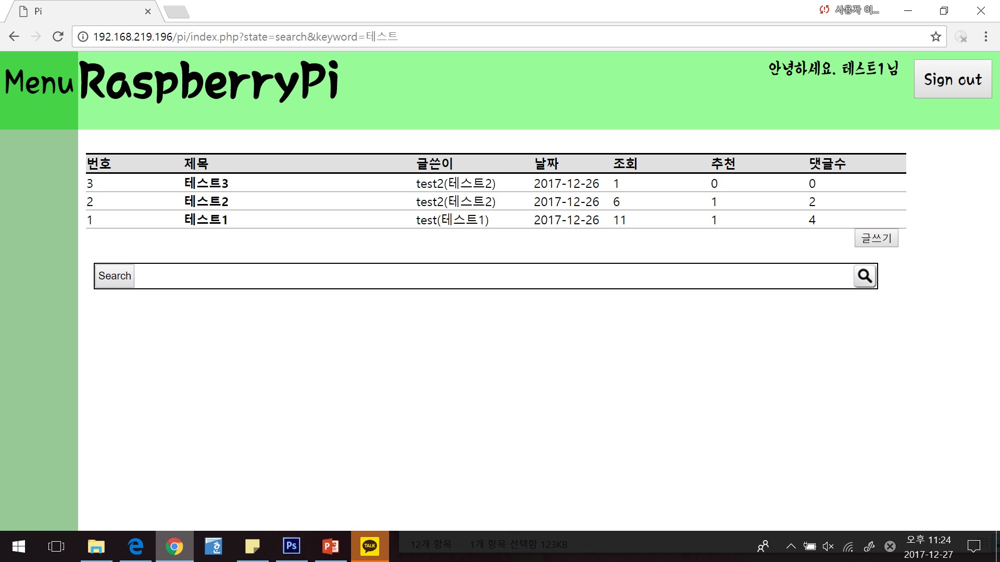 Pi
사용자 이...
192.168.219.196/pi/index.php?state=search&keyword=테스트
Menu
RaspberryPi
안녕하세요. 테스트1님
Sign out
번호 제목 글쓴이 날짜 조회 추천 댓글수
3 테스트3 test2(테스트2) 2017-12-26 1 0 0
2 테스트2 test2(테스트2) 2017-12-26 6 1 2
1 테스트1 test(테스트1) 2017-12-26 11 1 4
글쓰기
Search
12개 항목 1개 항목 선택함 123KB
한
Ps
P
TALK
오후 11:24
2017-12-27